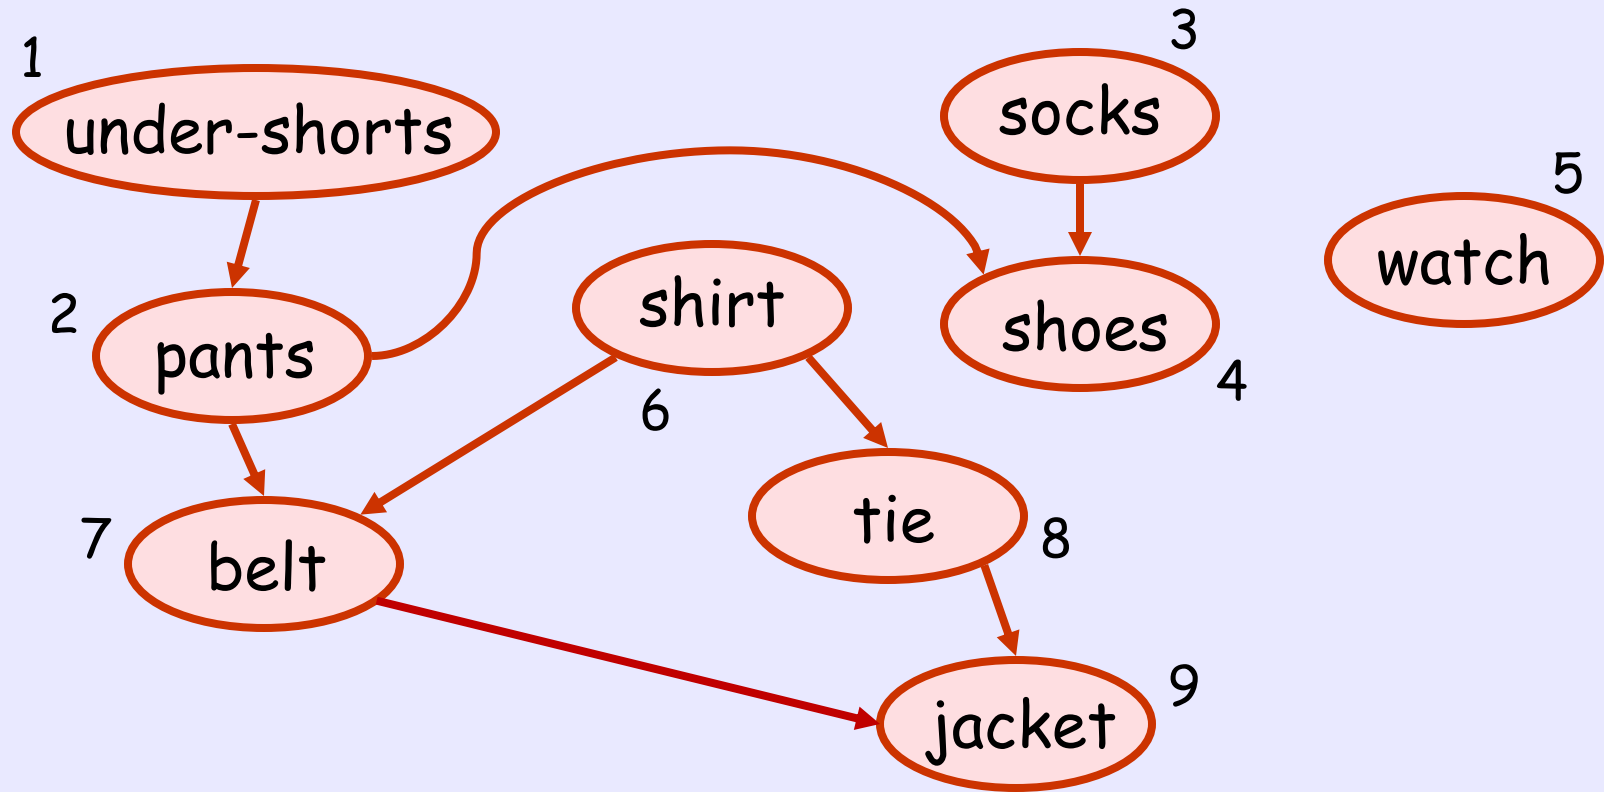 1
under-shorts
3
socks
5
watch
2
pants
shirt
6
shoes
4
7
belt
tie
8
jacket
9